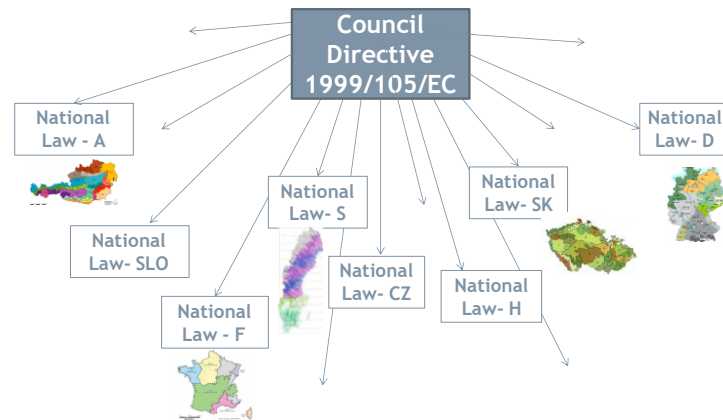 Council
Directive
1999/105/EC
National
Law - A
National
Law- D
National
Law- S
National
Law- SK
National
Law- SLO
National
Law- CZ
National
Law- H
National
Law - F